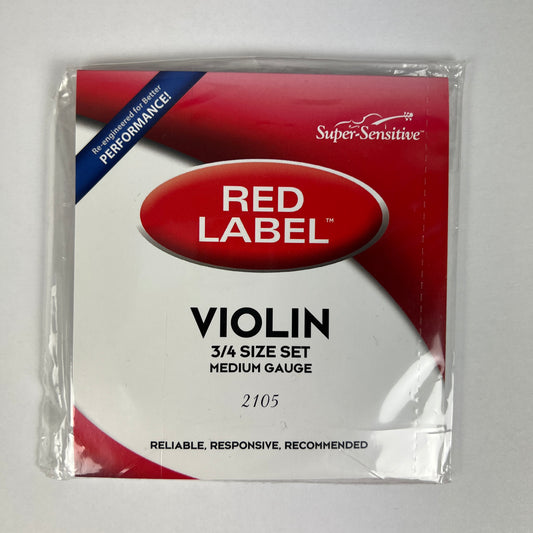 Re-engineered for Better
PERFORMANCE!
Super-Sensitive™
RED
LABEL™
VIOLIN
3/4 SIZE SET
MEDIUM GAUGE
2105
RELIABLE, RESPONSIVE, RECOMMENDED